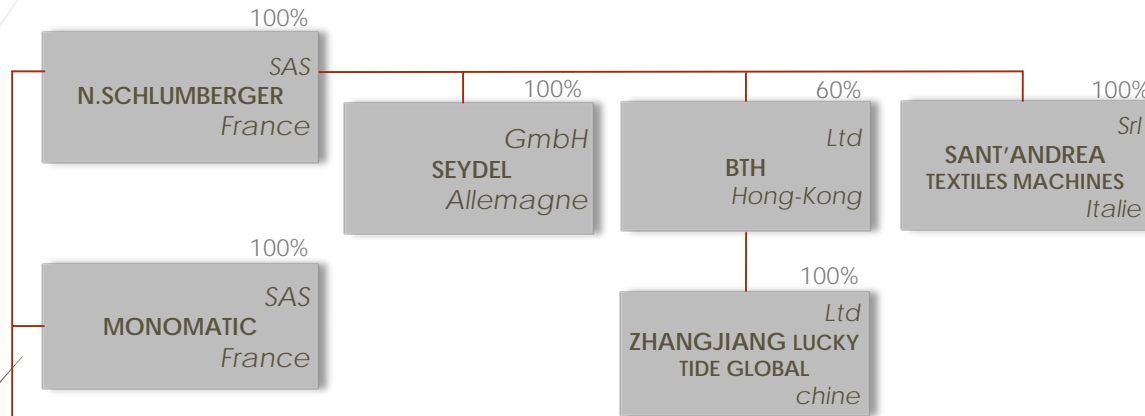 100%
SAS
N.SCHLUMBERGER
France
100%
GmbH
SEYDEL
Allemagne
60%
Ltd
BTH
Hong-Kong
100%
Srl
SANT'ANDREA
TEXTILES MACHINES
Italie
100%
SAS
MONOMATIC
France
100%
Ltd
ZHANGJIANG LUCKY
TIDE GLOBAL
chine